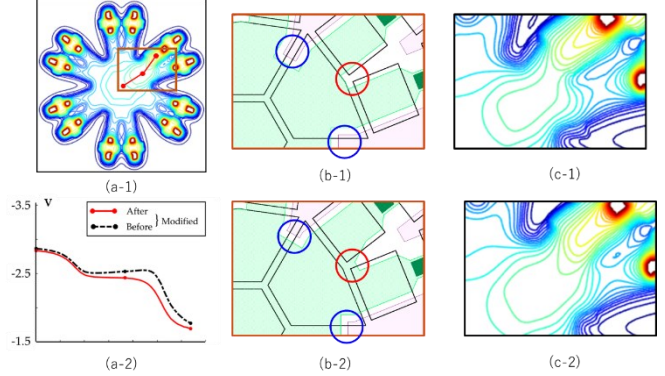 (a-1)
(b-1)
(c-1)
-3.5
V
After
Before
Modified
-2.5
-1.5
(a-2)
(b-2)
(c-2)